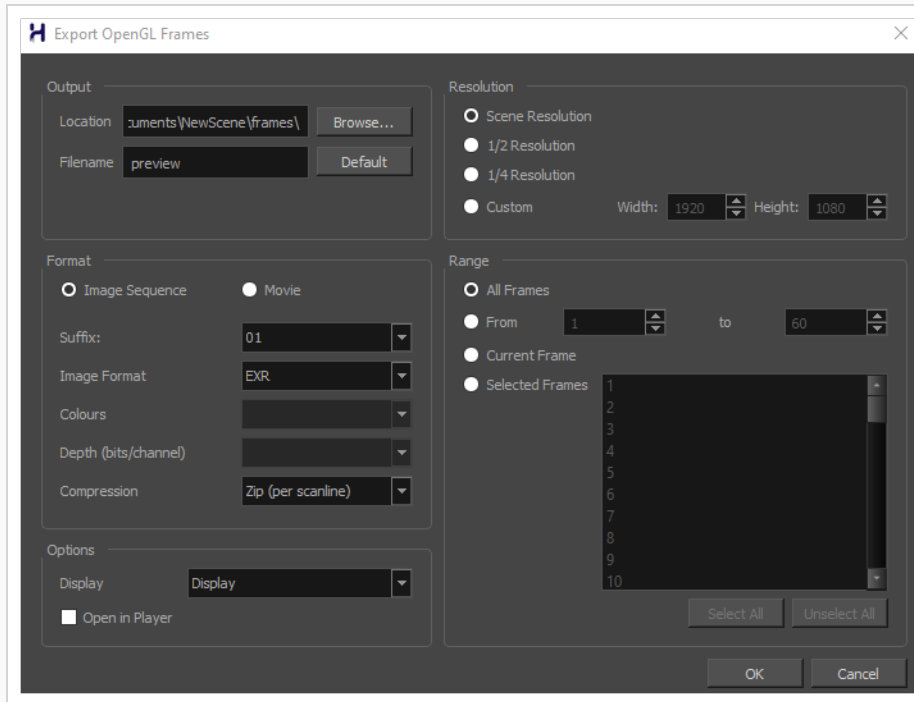 Export OpenGL Frames
Output
Location :uments\NewScene\frames\ Browse...
Filename preview Default
Resolution
Scene Resolution
1/2 Resolution
1/4 Resolution
Custom Width: 1920 Height: 1080
Format
Image Sequence Movie
Suffix: 01
Image Format EXR
Colours
Depth (bits/channel)
Compression Zip (per scanline)
Range
All Frames
From 1 to 60
Current Frame
Selected Frames 1
2
3
4
5
6
7
8
9
10
Select All Unselect All
Options
Display Display
Open in Player
OK Cancel